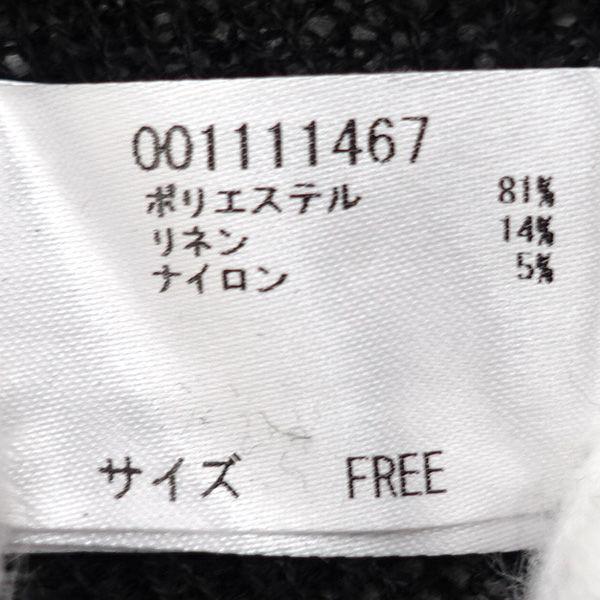 001111467
ポリエステル 81%
リネン 14%
ナイロン 5%
サイズ FREE